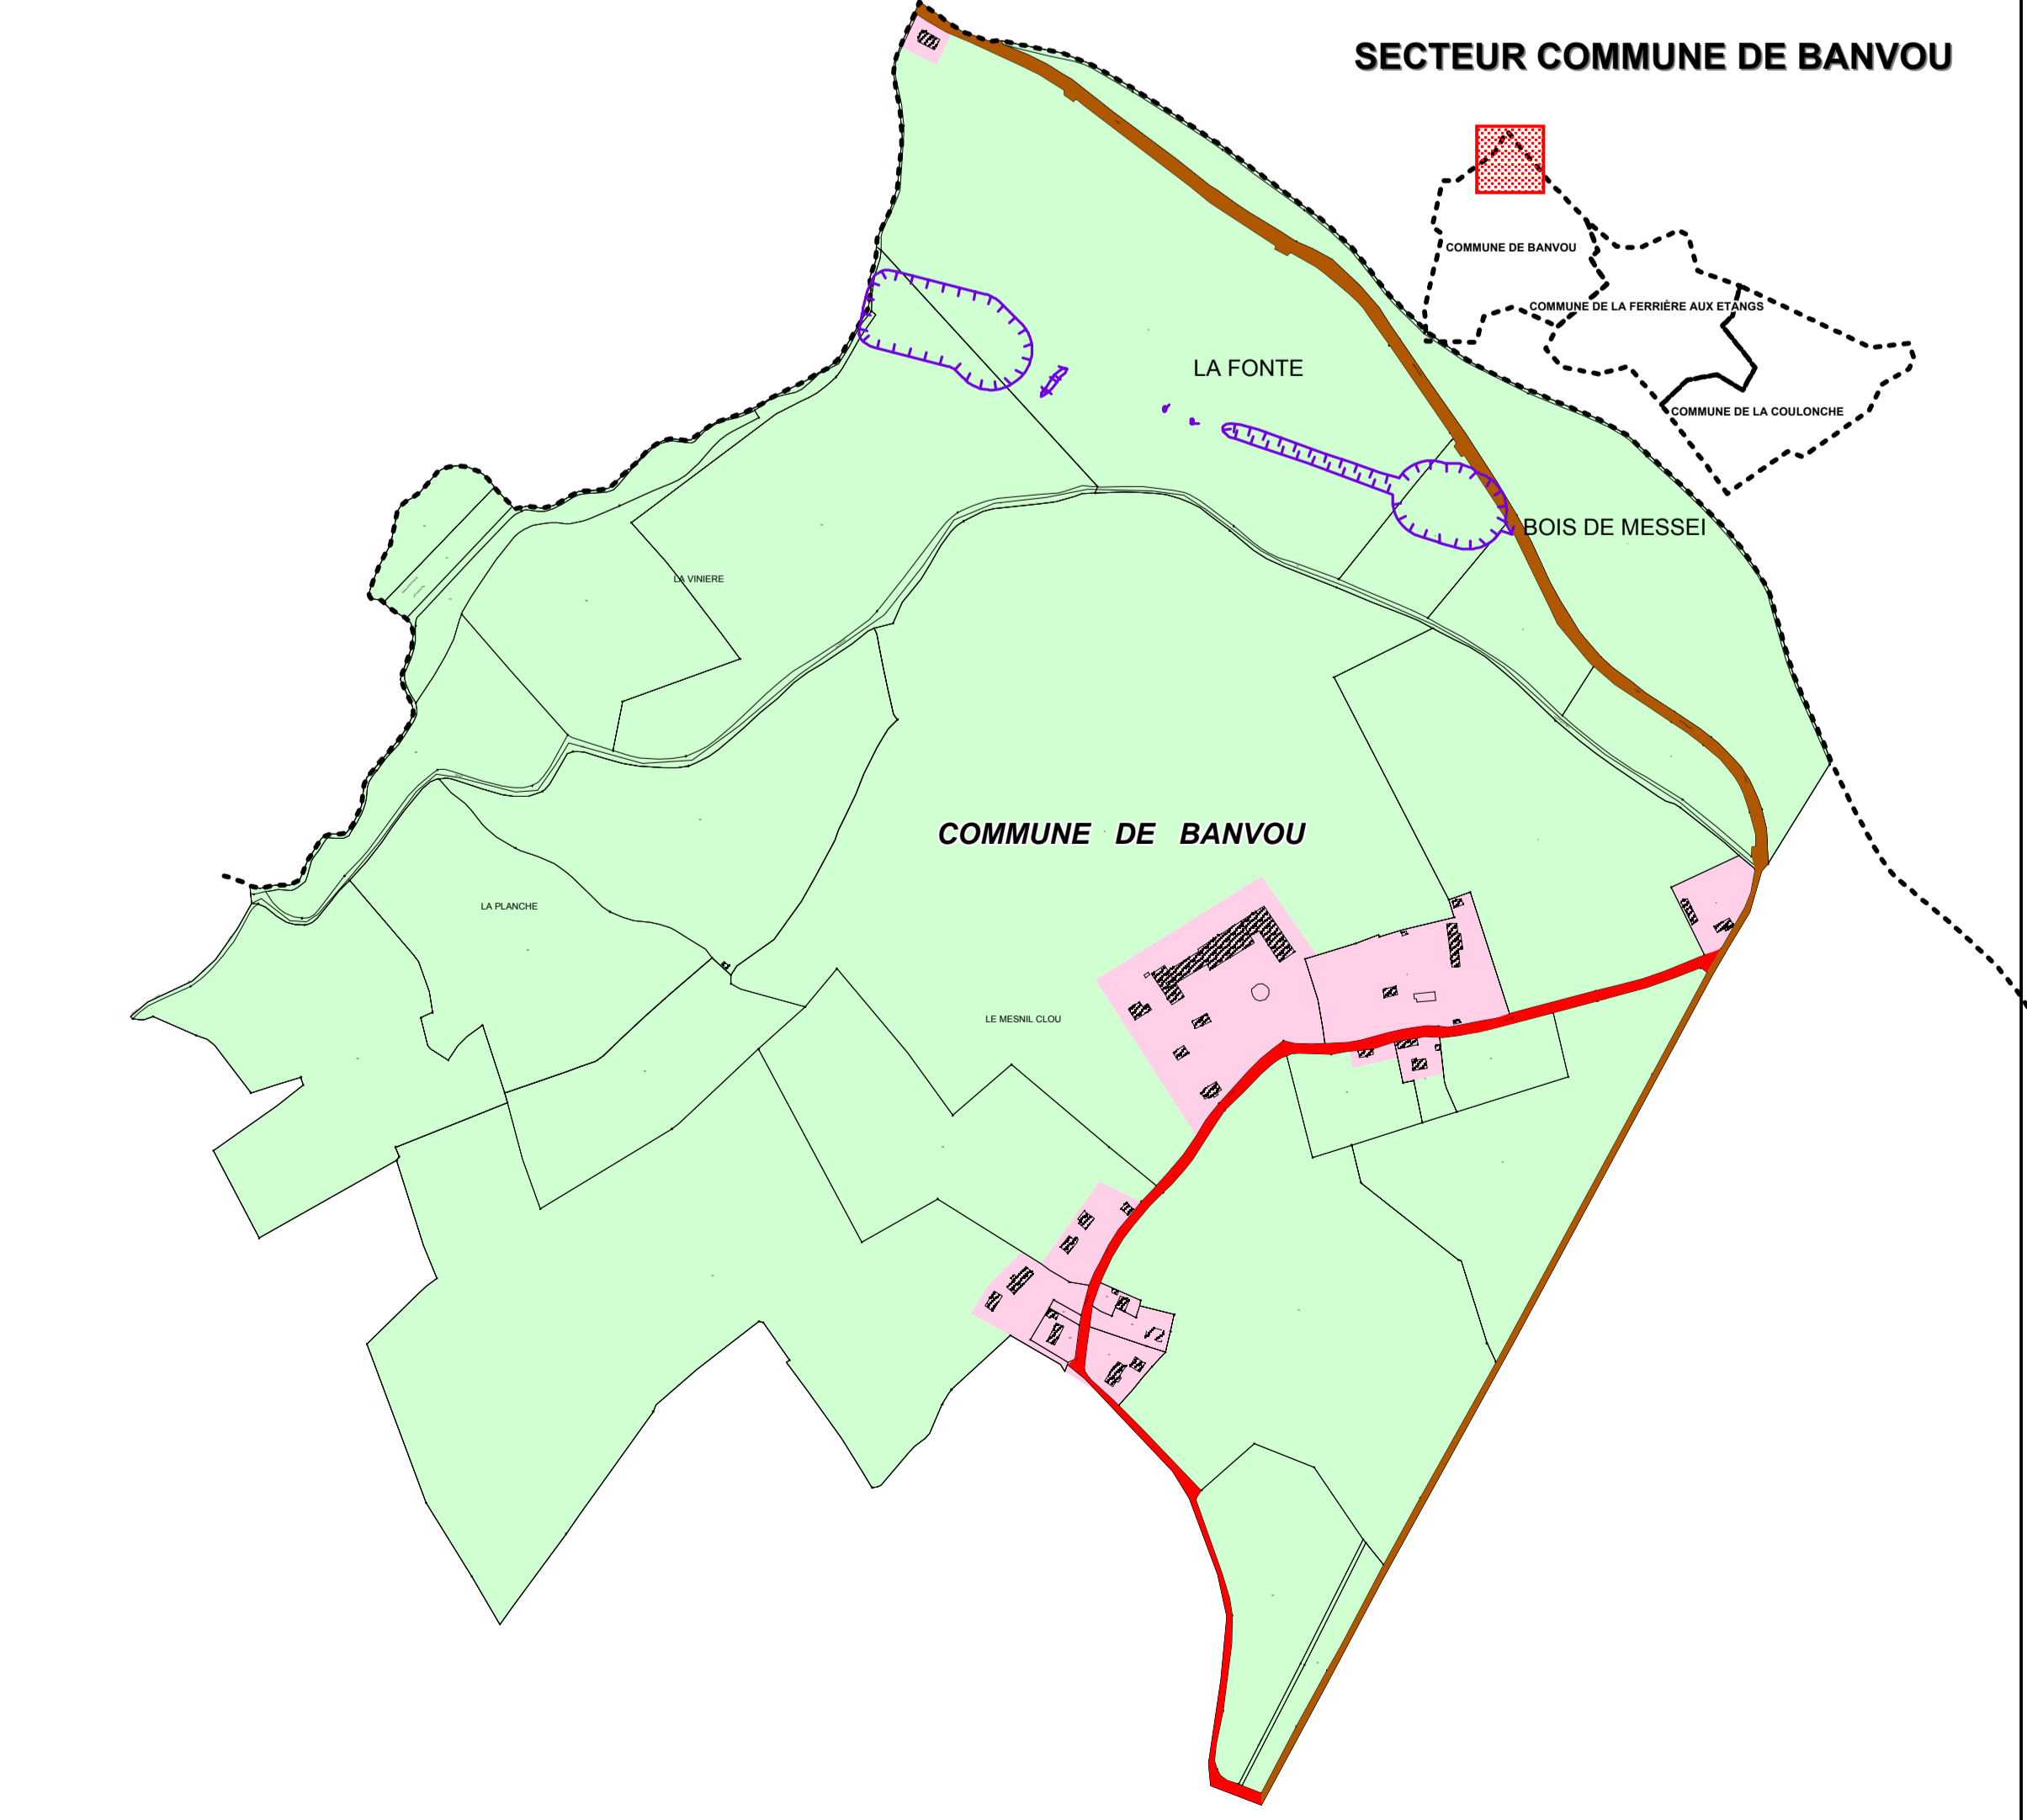 SECTEUR COMMUNE DE BANVOU
COMMUNE DE BANVOU
COMMUNE DE LA FERRIÈRE AUX ETANGS
COMMUNE DE LA COULONCHE
LA FONTE
BOIS DE MESSEI
LA VINIERE
COMMUNE DE BANVOU
LA PLANCHE
LE MESNIL CLOU